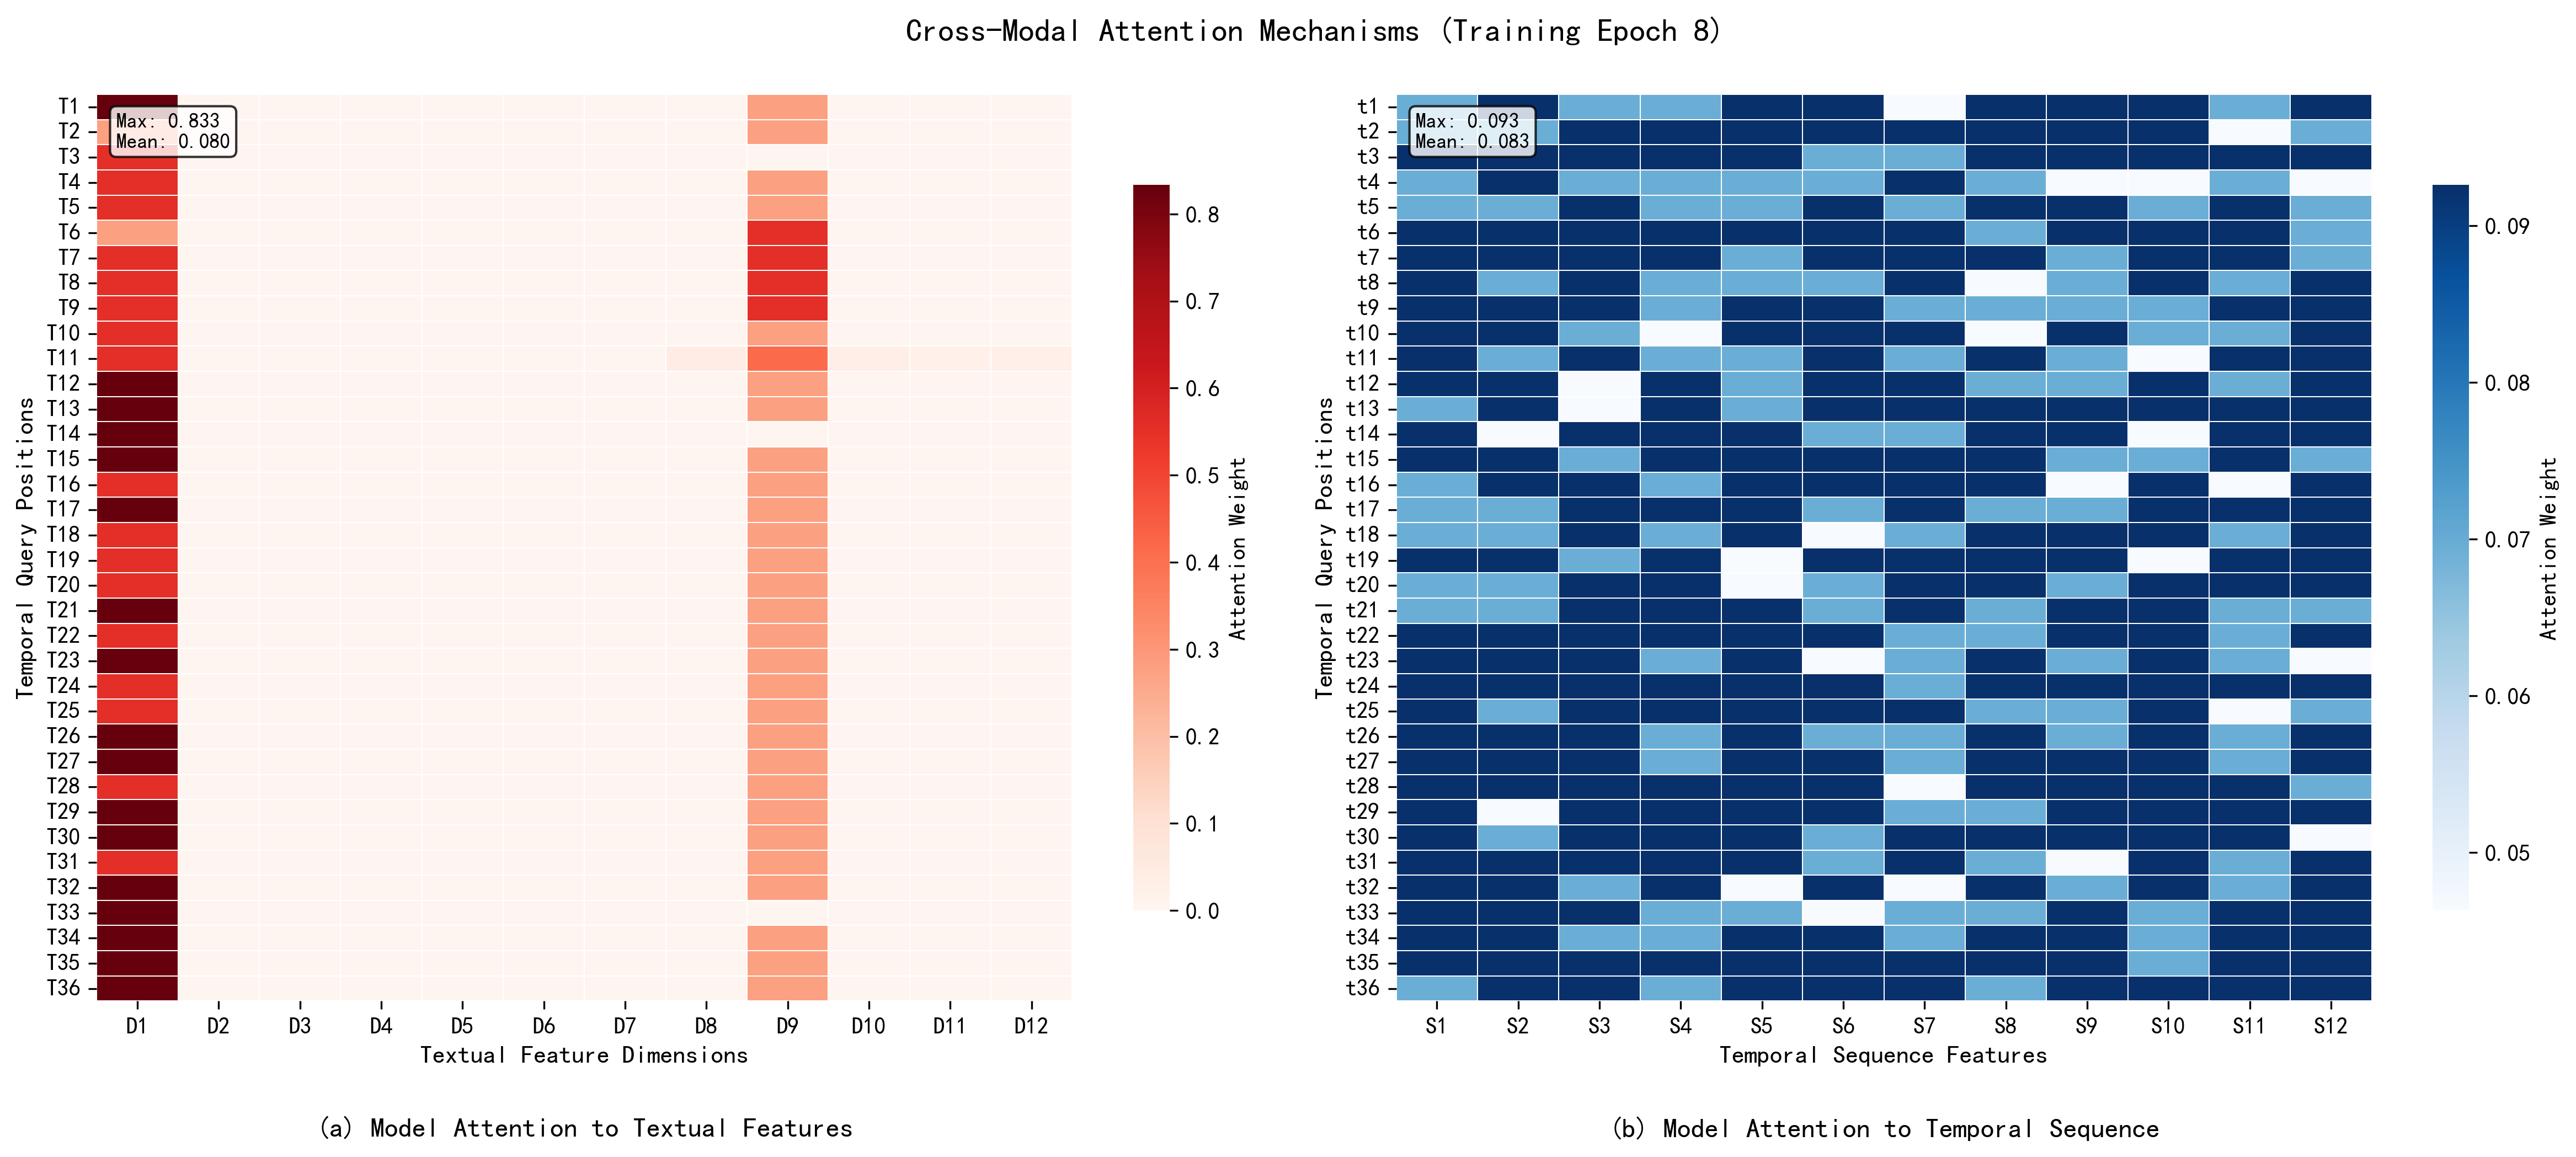 Cross-Modal Attention Mechanisms (Training Epoch 8)
Max: 0.833
Mean: 0.080
T1
T2
T3
T4
T5
T6
T7
T8
T9
T10
T11
T12
T13
T14
T15
T16
T17
T18
T19
T20
T21
T22
T23
T24
T25
T26
T27
T28
T29
T30
T31
T32
T33
T34
T35
T36
Temporal Query Positions
D1 D2 D3 D4 D5 D6 D7 D8 D9 D10 D11 D12
Textual Feature Dimensions
0.8
0.7
0.6
0.5
0.4
0.3
0.2
0.1
0.0
Attention Weight
(a) Model Attention to Textual Features
Max: 0.093
Mean: 0.083
t1
t2
t3
t4
t5
t6
t7
t8
t9
t10
t11
t12
t13
t14
t15
t16
t17
t18
t19
t20
t21
t22
t23
t24
t25
t26
t27
t28
t29
t30
t31
t32
t33
t34
t35
t36
Temporal Query Positions
S1 S2 S3 S4 S5 S6 S7 S8 S9 S10 S11 S12
Temporal Sequence Features
0.09
0.08
0.07
0.06
0.05
Attention Weight
(b) Model Attention to Temporal Sequence